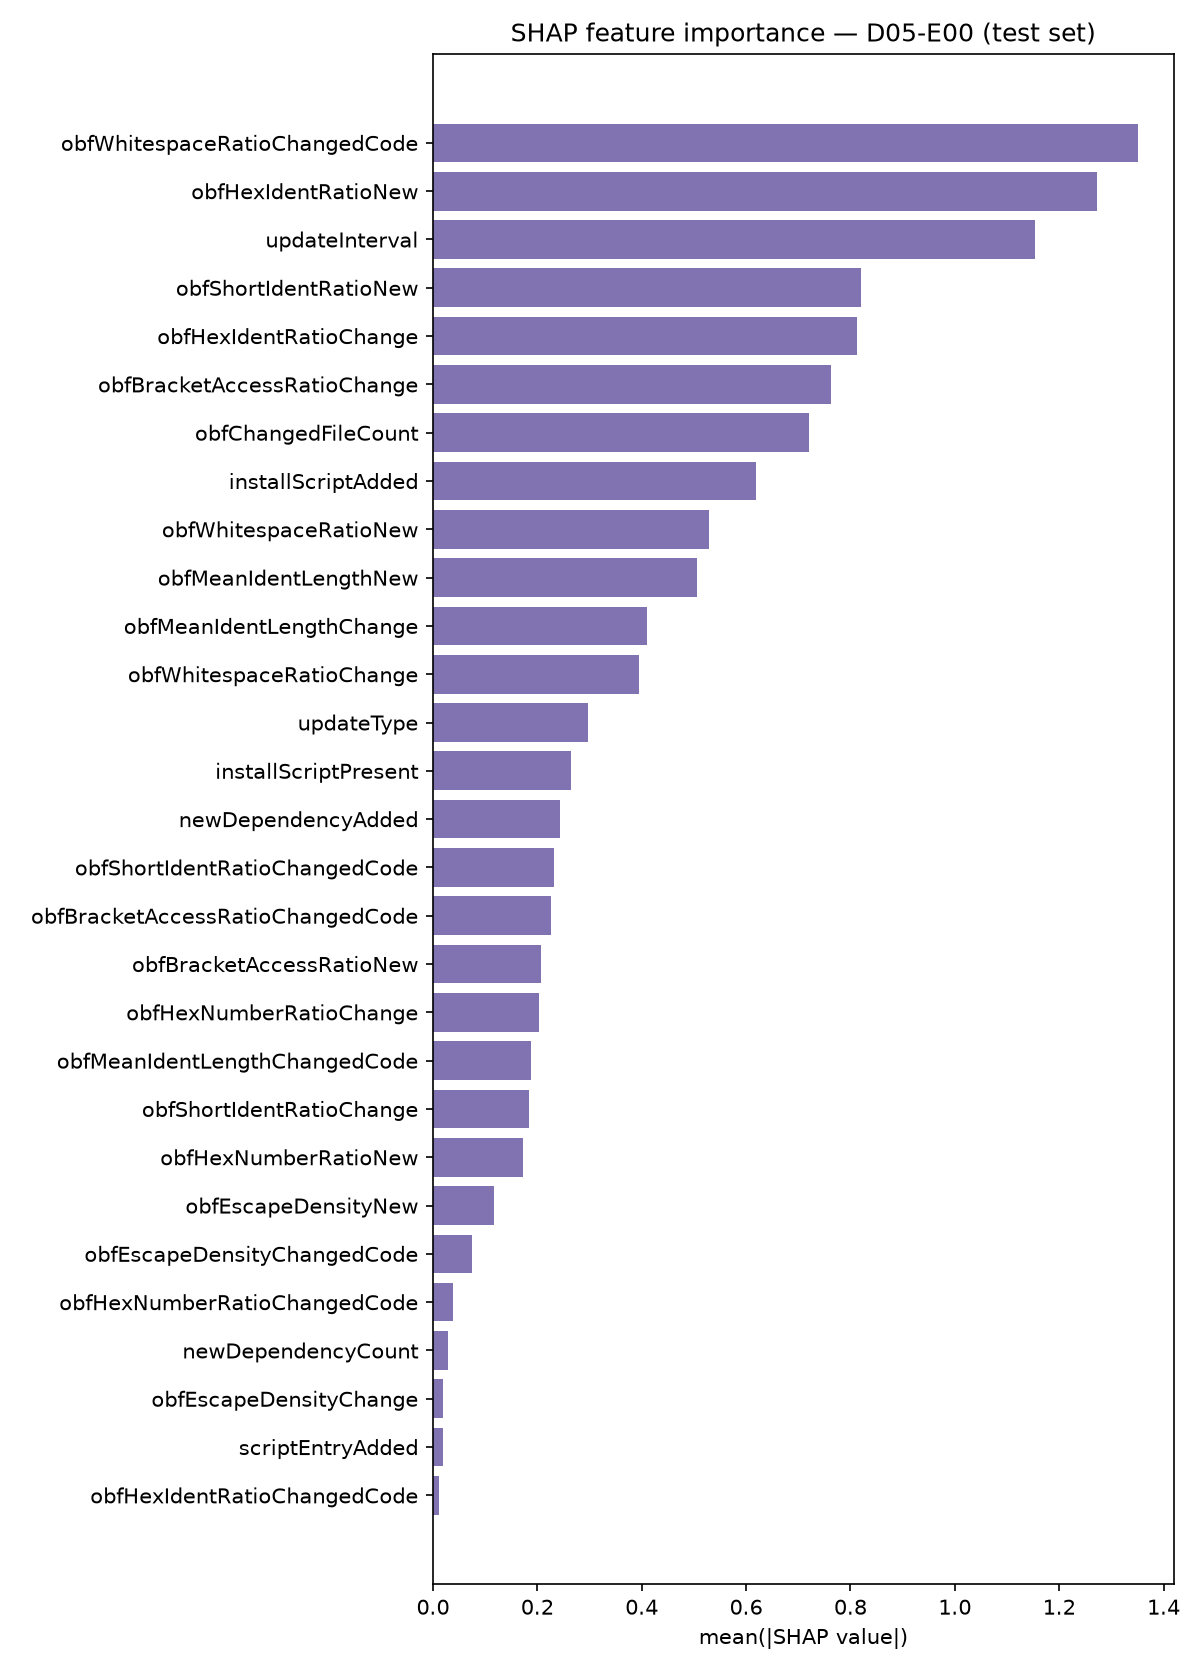 SHAP feature importance — D05-E00 (test set)
obfWhitespaceRatioChangedCode
obfHexIdentRatioNew
updateInterval
obfShortIdentRatioNew
obfHexIdentRatioChange
obfBracketAccessRatioChange
obfChangedFileCount
installScriptAdded
obfWhitespaceRatioNew
obfMeanIdentLengthNew
obfMeanIdentLengthChange
obfWhitespaceRatioChange
updateType
installScriptPresent
newDependencyAdded
obfShortIdentRatioChangedCode
obfBracketAccessRatioChangedCode
obfBracketAccessRatioNew
obfHexNumberRatioChange
obfMeanIdentLengthChangedCode
obfShortIdentRatioChange
obfHexNumberRatioNew
obfEscapeDensityNew
obfEscapeDensityChangedCode
obfHexNumberRatioChangedCode
newDependencyCount
obfEscapeDensityChange
scriptEntryAdded
obfHexIdentRatioChangedCode
0.0 0.2 0.4 0.6 0.8 1.0 1.2 1.4
mean(|SHAP value|)